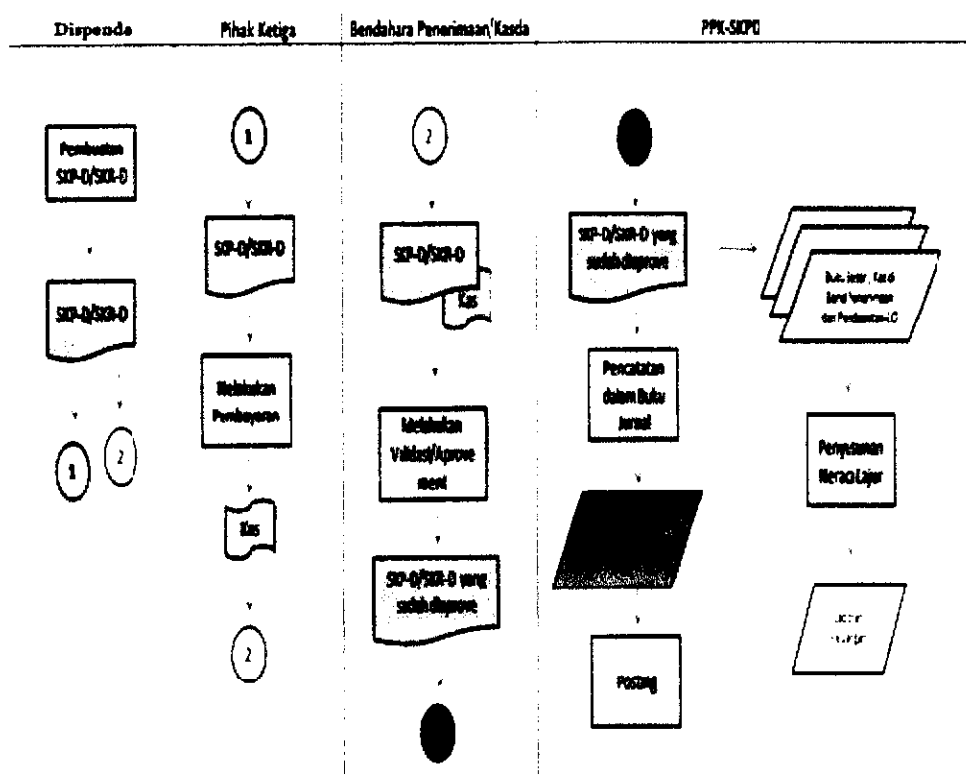 Dispenda
Pihak Ketiga
Bendahara Penerimaan/Kasda
PPK-SKPD
Pembuatan
SKP-D/SKR-D
SKP-D/SKR-D
1
2
1
SKP-D/SKR-D
Melakukan
Pembayaran
Kas
2
2
SKP-D/SKR-D
Kas
Melakukan
Validasi/Aprove
ment
SKP-D/SKR-D yang
sudah diaprove
SKP-D/SKR-D yang
sudah diaprove
Pencatatan
dalam Buku
Jurnal
Posting
Penyusunan
Neraca Lajur